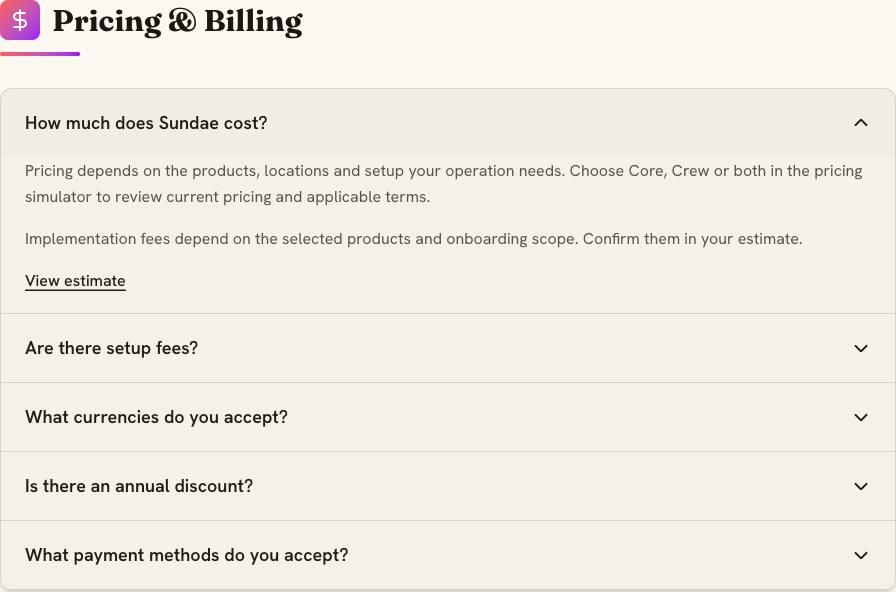 $ Pricing & Billing
How much does Sundae cost?
Pricing depends on the products, locations and setup your operation needs. Choose Core, Crew or both in the pricing
simulator to review current pricing and applicable terms.
Implementation fees depend on the selected products and onboarding scope. Confirm them in your estimate.
View estimate
Are there setup fees?
What currencies do you accept?
Is there an annual discount?
What payment methods do you accept?